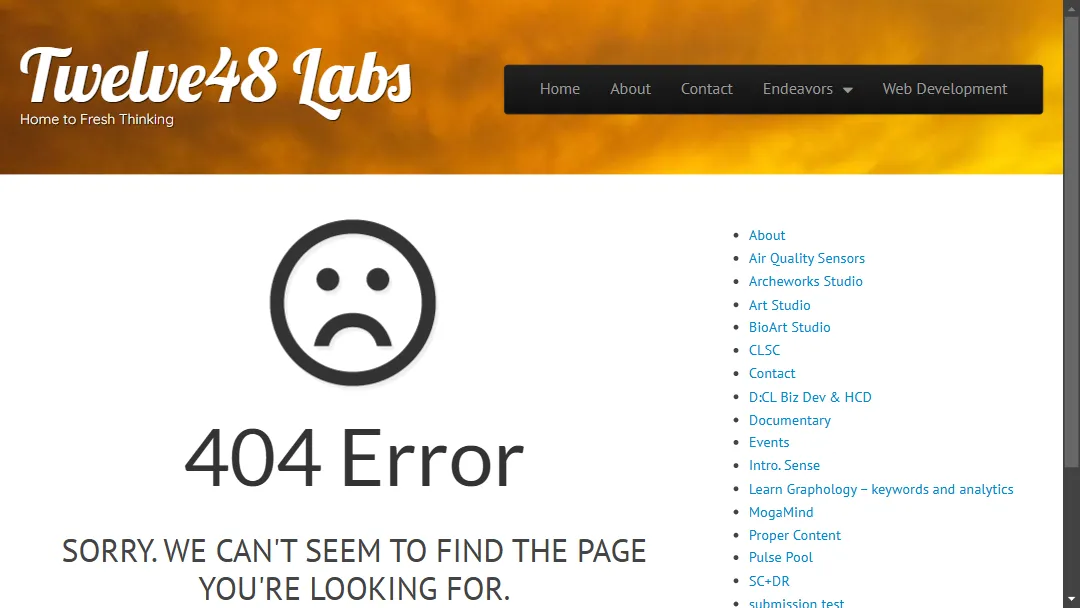 Twelve48 Labs
Home to Fresh Thinking
Home About Contact Endeavors Web Development
404 Error
SORRY. WE CAN'T SEEM TO FIND THE PAGE
YOU'RE LOOKING FOR.
About
Air Quality Sensors
Archeworks Studio
Art Studio
BioArt Studio
CLSC
Contact
D:CL Biz Dev & HCD
Documentary
Events
Intro. Sense
Learn Graphology – keywords and analytics
MogaMind
Proper Content
Pulse Pool
SC+DR
submission test